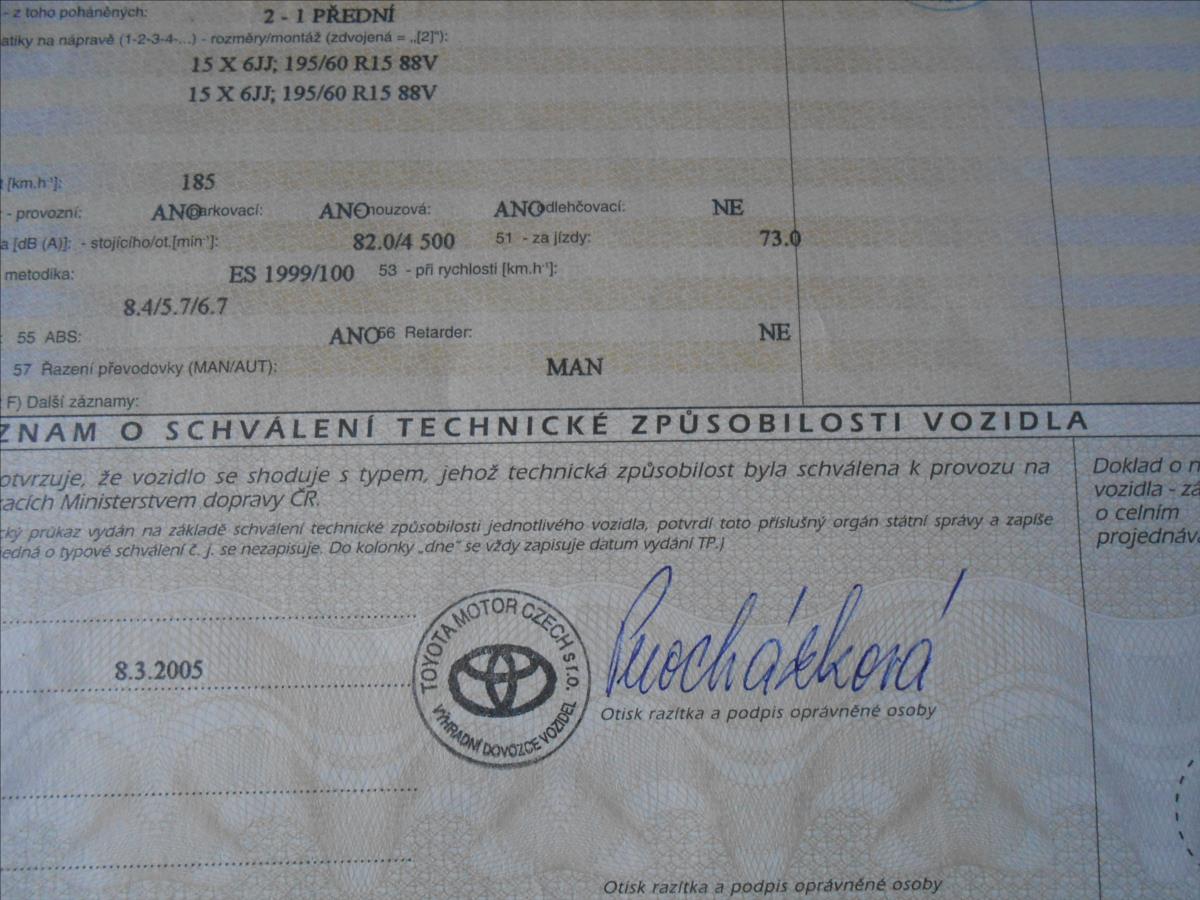 - z toho poháněných: 2 - 1 PŘEDNÍ
atiky na nápravě (1-2-3-4-...) - rozměry/montáž (zdvojená = „[2]“):
15 X 6JJ; 195/60 R15 88V
15 X 6JJ; 195/60 R15 88V
t [km.h⁻¹]: 185
- provozní: ANO parkovací: ANO nouzová: ANO odlehčovací: NE
a [dB (A)]: - stojícího/ot.[min⁻¹]: 82.0/4 500 51 - za jízdy: 73.0
metodika: ES 1999/100 53 - při rychlosti [km.h⁻¹]:
8.4/5.7/6.7
55 ABS: ANO 56 Retarder: NE
57 Řazení převodovky (MAN/AUT): MAN
F) Další záznamy:
ZNAM O SCHVÁLENÍ TECHNICKÉ ZPŮSOBILOSTI VOZIDLA
otvrzuje, že vozidlo se shoduje s typem, jehož technická způsobilost byla schválena k provozu na
kacích Ministerstvem dopravy ČR.
cký průkaz vydán na základě schválení technické způsobilosti jednotlivého vozidla, potvrdí toto příslušný orgán státní správy a zapíše
jedná o typové schválení č. j. se nezapisuje. Do kolonky „dne“ se vždy zapisuje datum vydání TP.)
Doklad o n
vozidla - zá
o celním
projednáva
8.3.2005
TOYOTA MOTOR CZECH s.r.o.
VÝHRADNÍ DOVOZCE VOZIDEL
Otisk razítka a podpis oprávněné osoby
Otisk razítka a podpis oprávněné osoby